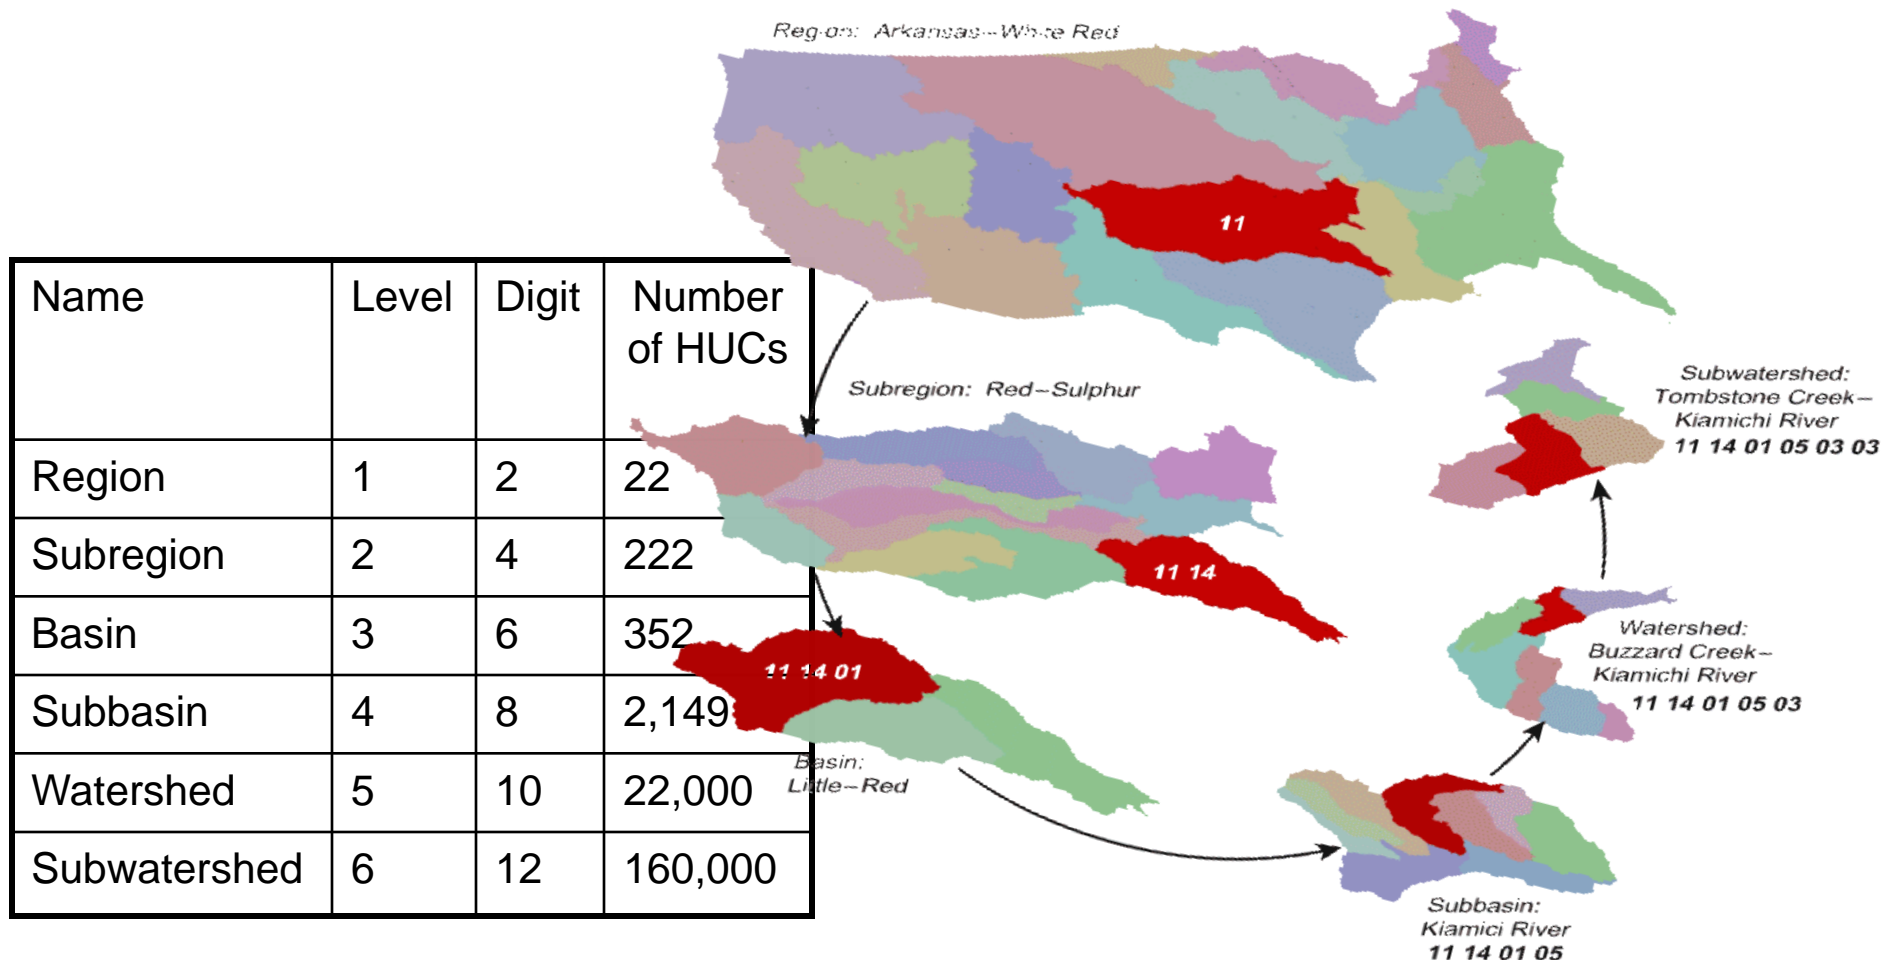 Region: Arkansas–White Red
11
Name Level Digit Number
of HUCs
Region 1 2 22
Subregion 2 4 222
Basin 3 6 352
Subbasin 4 8 2,149
Watershed 5 10 22,000
Subwatershed 6 12 160,000
Subregion: Red–Sulphur
11 14
11 14 01
Basin:
Little–Red
Subbasin:
Kiamici River
11 14 01 05
Watershed:
Buzzard Creek–
Kiamichi River
11 14 01 05 03
Subwatershed:
Tombstone Creek–
Kiamichi River
11 14 01 05 03 03